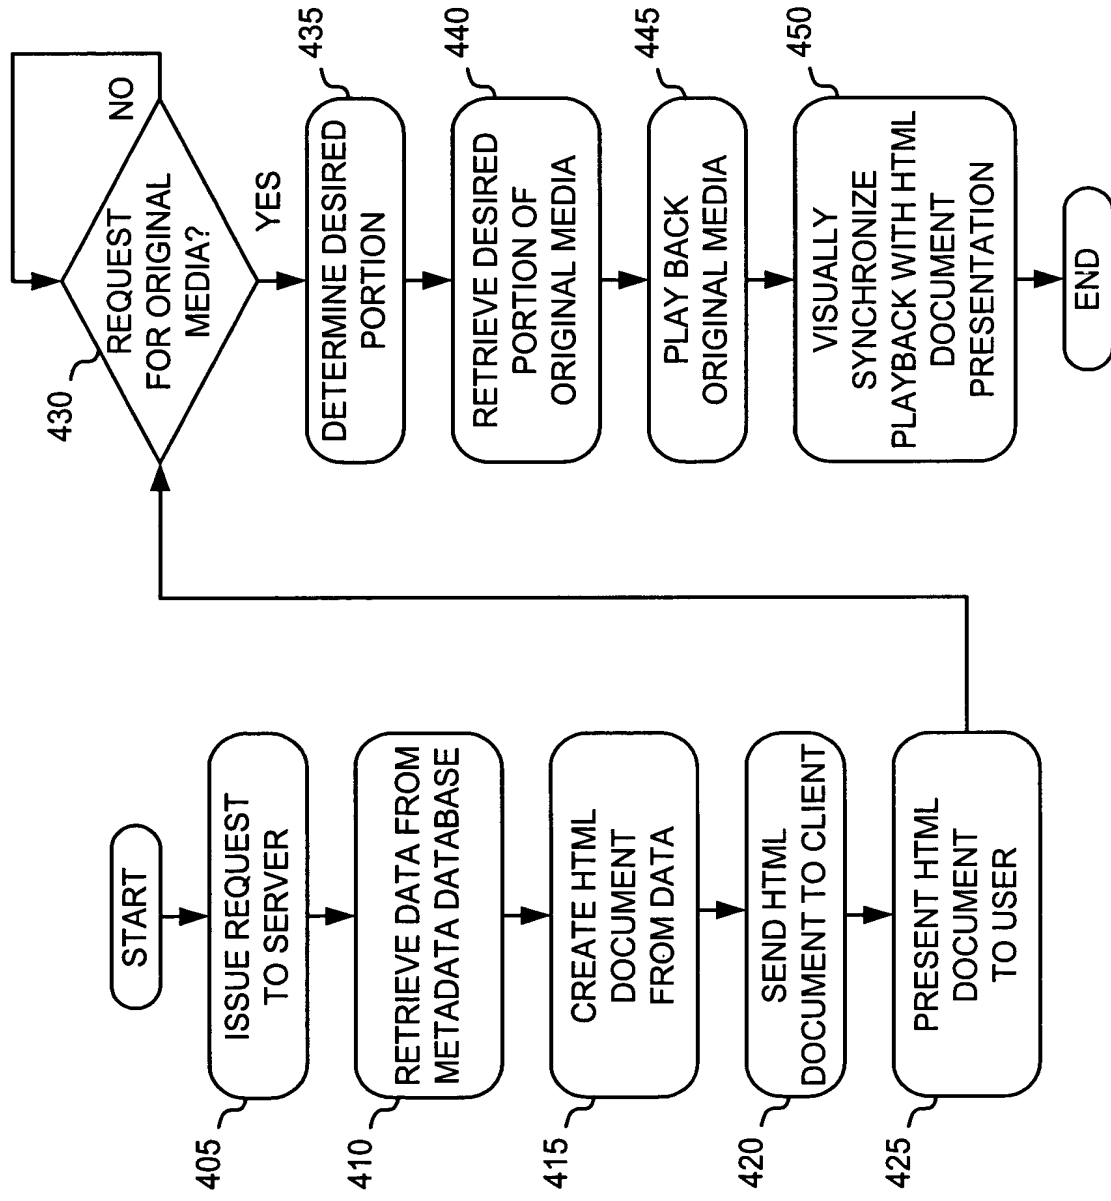 START
405
ISSUE REQUEST
TO SERVER
410
RETRIEVE DATA FROM
METADATA DATABASE
415
CREATE HTML
DOCUMENT
FROM DATA
420
SEND HTML
DOCUMENT TO CLIENT
425
PRESENT HTML
DOCUMENT
TO USER
430
REQUEST
FOR ORIGINAL
MEDIA?
NO
YES
435
DETERMINE DESIRED
PORTION
440
RETRIEVE DESIRED
PORTION OF
ORIGINAL MEDIA
445
PLAY BACK
ORIGINAL MEDIA
450
VISUALLY
SYNCHRONIZE
PLAYBACK WITH HTML
DOCUMENT
PRESENTATION
END